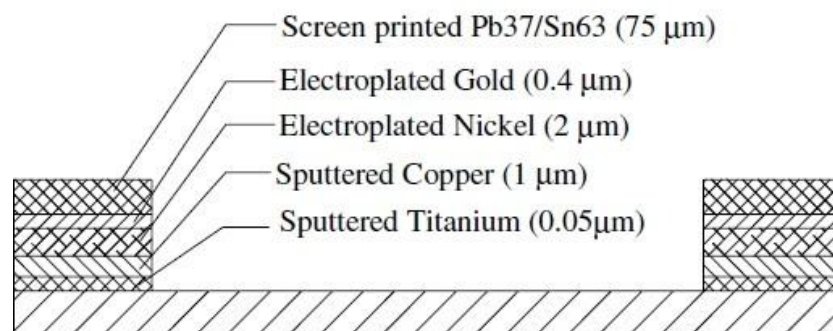 Screen printed Pb37/Sn63 (75 μm)
Electroplated Gold (0.4 μm)
Electroplated Nickel (2 μm)
Sputtered Copper (1 μm)
Sputtered Titanium (0.05μm)